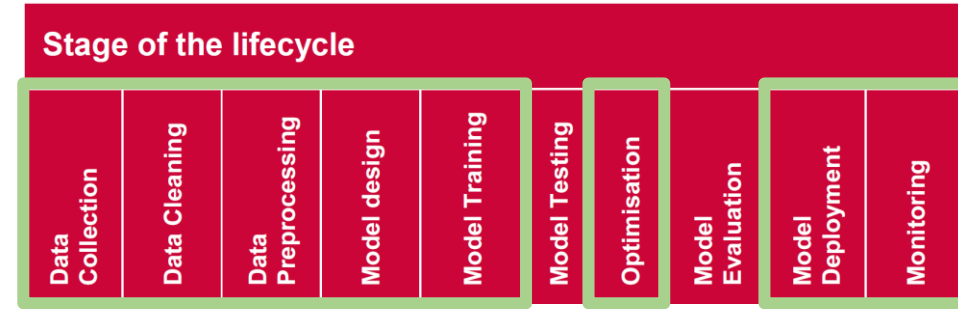 Stage of the lifecycle
Data
Collection
Data Cleaning
Data
Preprocessing
Model design
Model Training
Model Testing
Optimisation
Model
Evaluation
Model
Deployment
Monitoring